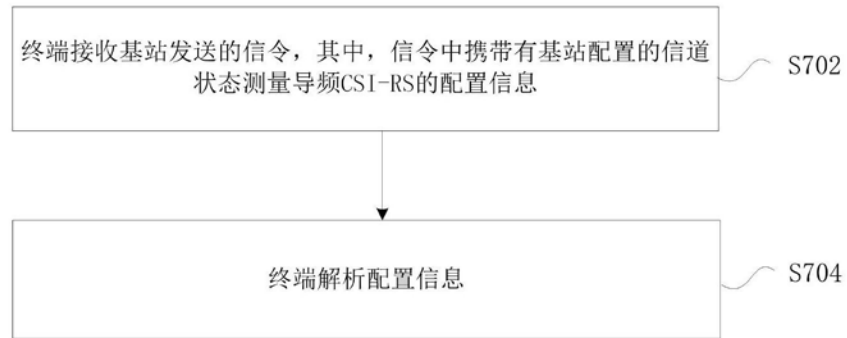 终端接收基站发送的信令，其中，信令中携带有基站配置的信道
状态测量导频CSI-RS的配置信息
S702
终端解析配置信息
S704